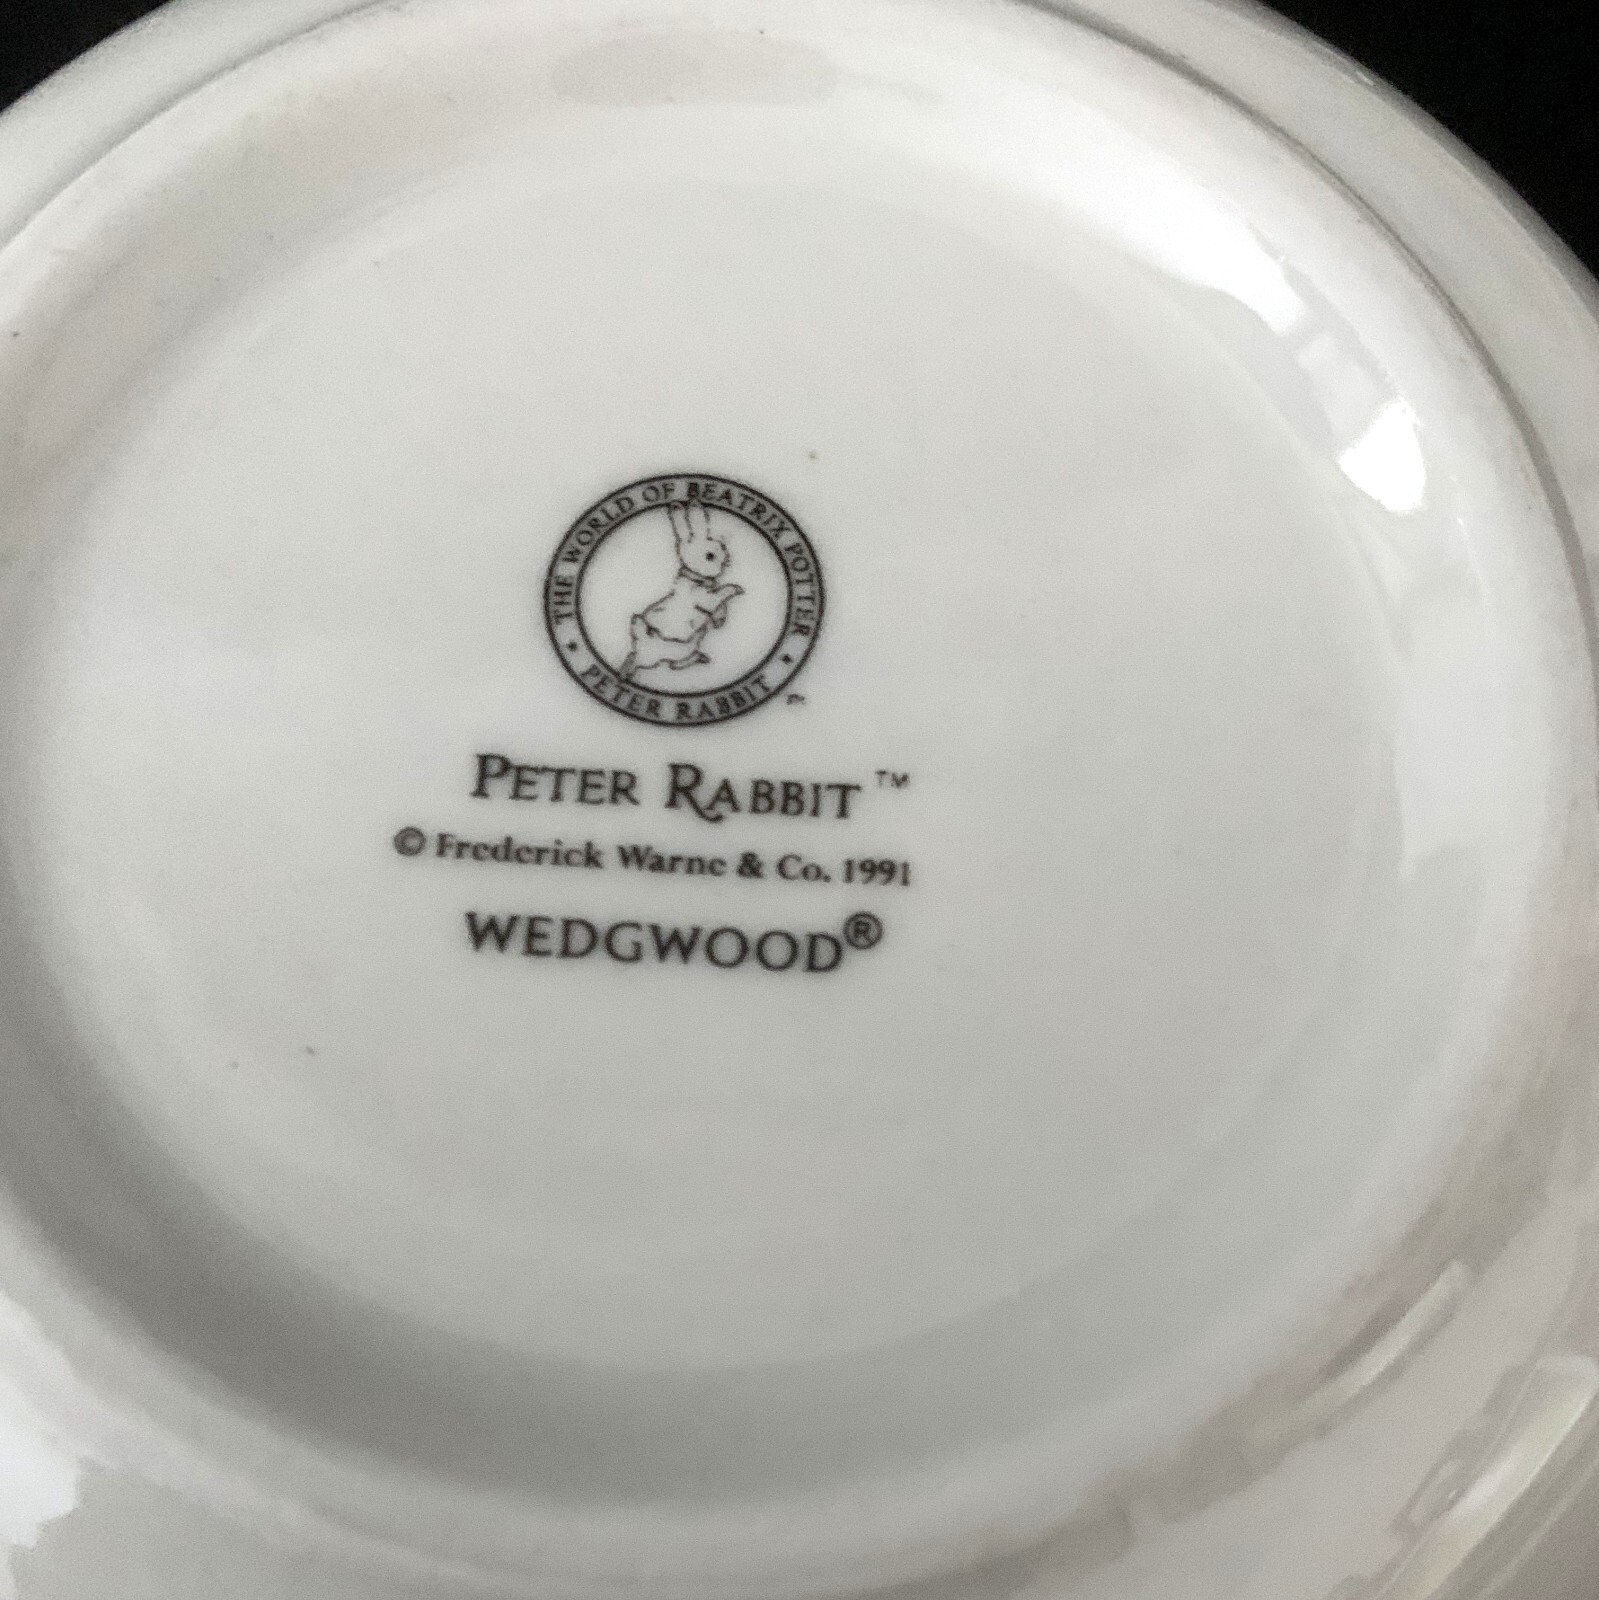 THE WORLD OF BEATRIX POTTER
• PETER RABBIT •
PETER RABBIT™
© Frederick Warne & Co. 1991
WEDGWOOD®